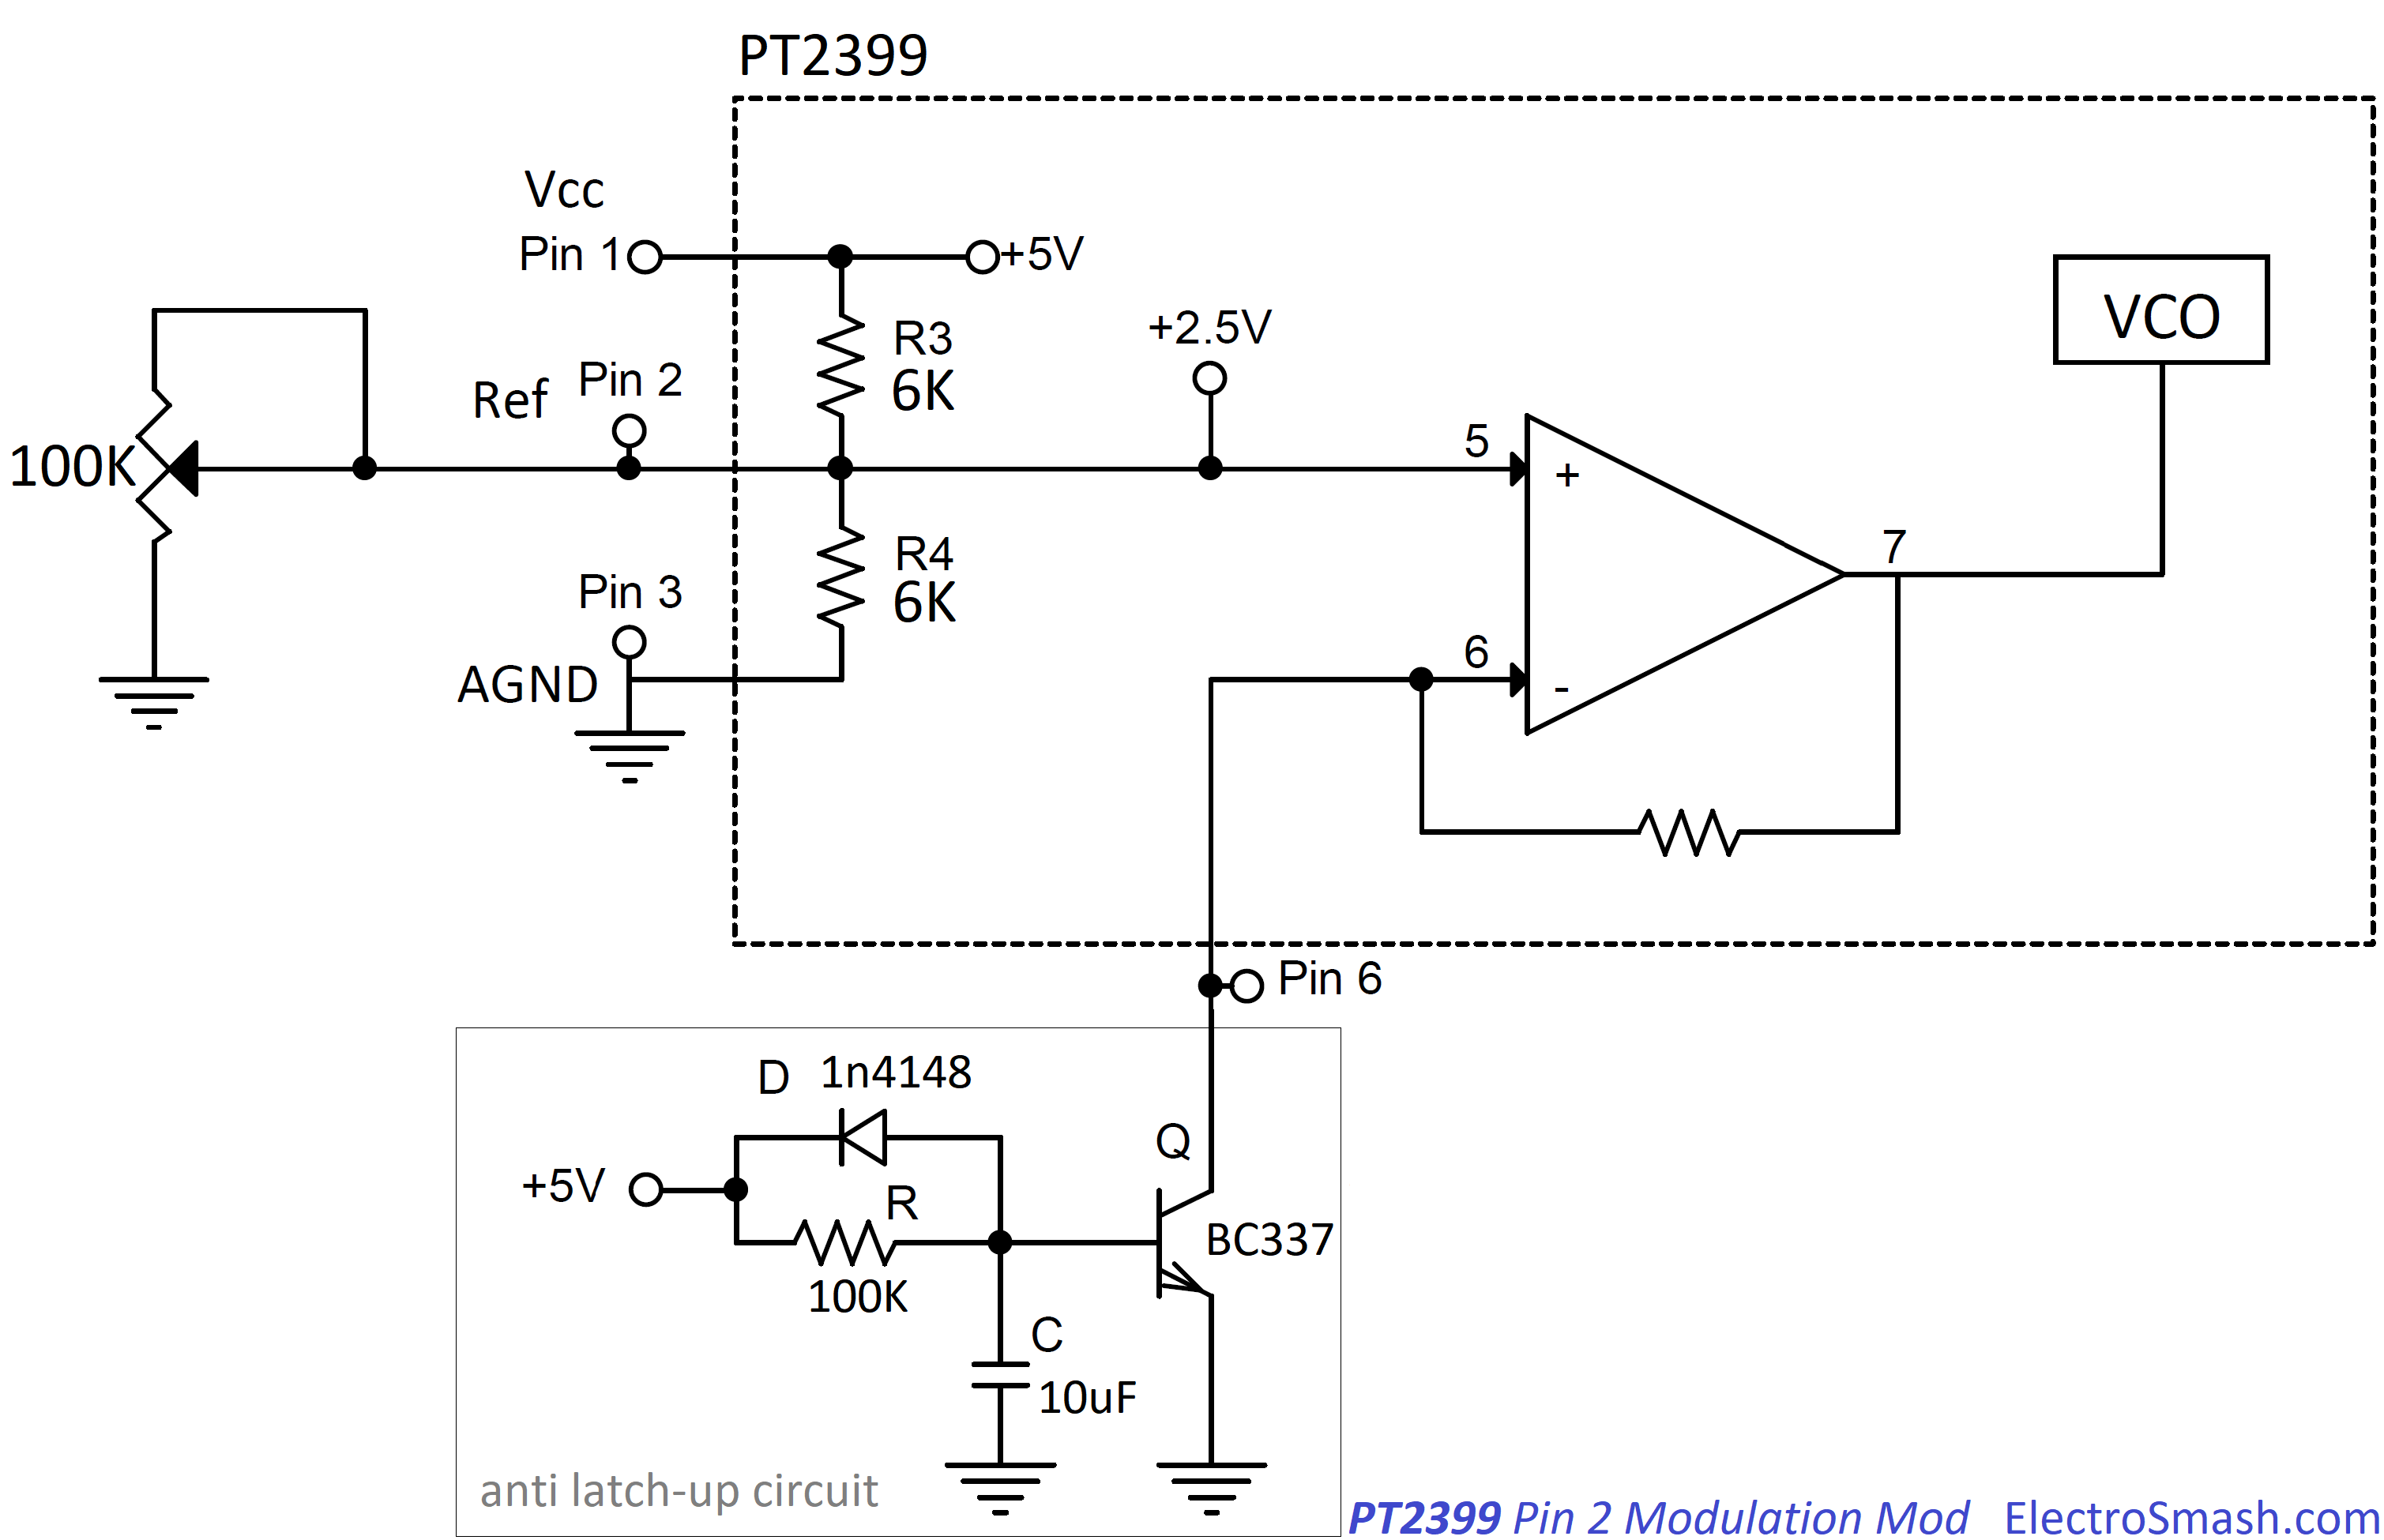 PT2399
Vcc
Pin 1
+5V
R3
6K
+2.5V
VCO
Pin 2
Ref
100K
5
+
7
R4
6K
Pin 3
AGND
6
-
Pin 6
D
1n4148
Q
+5V
R
BC337
100K
C
10uF
anti latch-up circuit
PT2399 Pin 2 Modulation Mod ElectroSmash.com